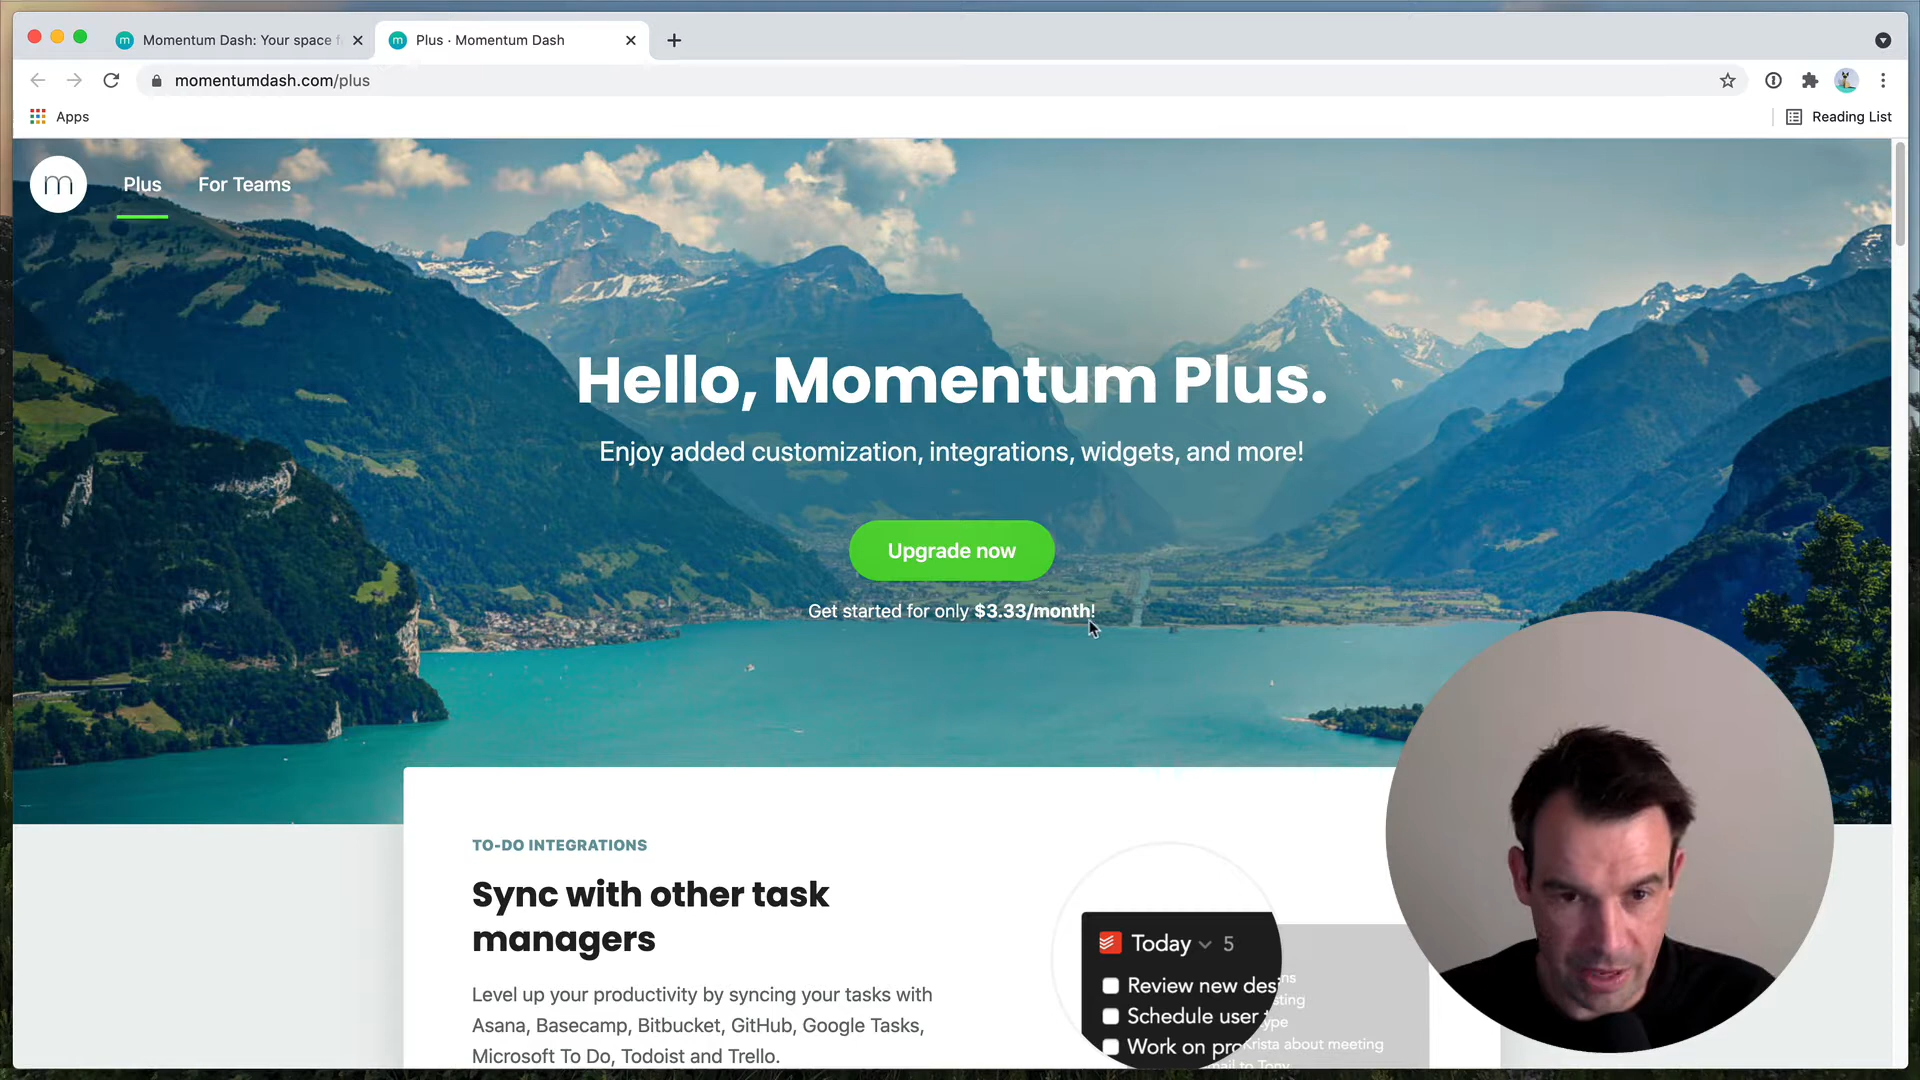 Momentum Dash: Your space f
Plus · Momentum Dash
momentumdash.com/plus
Apps
Reading List
m
Plus
For Teams
Hello, Momentum Plus.
Enjoy added customization, integrations, widgets, and more!
Upgrade now
Get started for only $3.33/month!
TO-DO INTEGRATIONS
Sync with other task
managers
Level up your productivity by syncing your tasks with
Asana, Basecamp, Bitbucket, GitHub, Google Tasks,
Microsoft To Do, Todoist and Trello.
Today 5
Review new des
Schedule user
Work on pro
Krista about meeting